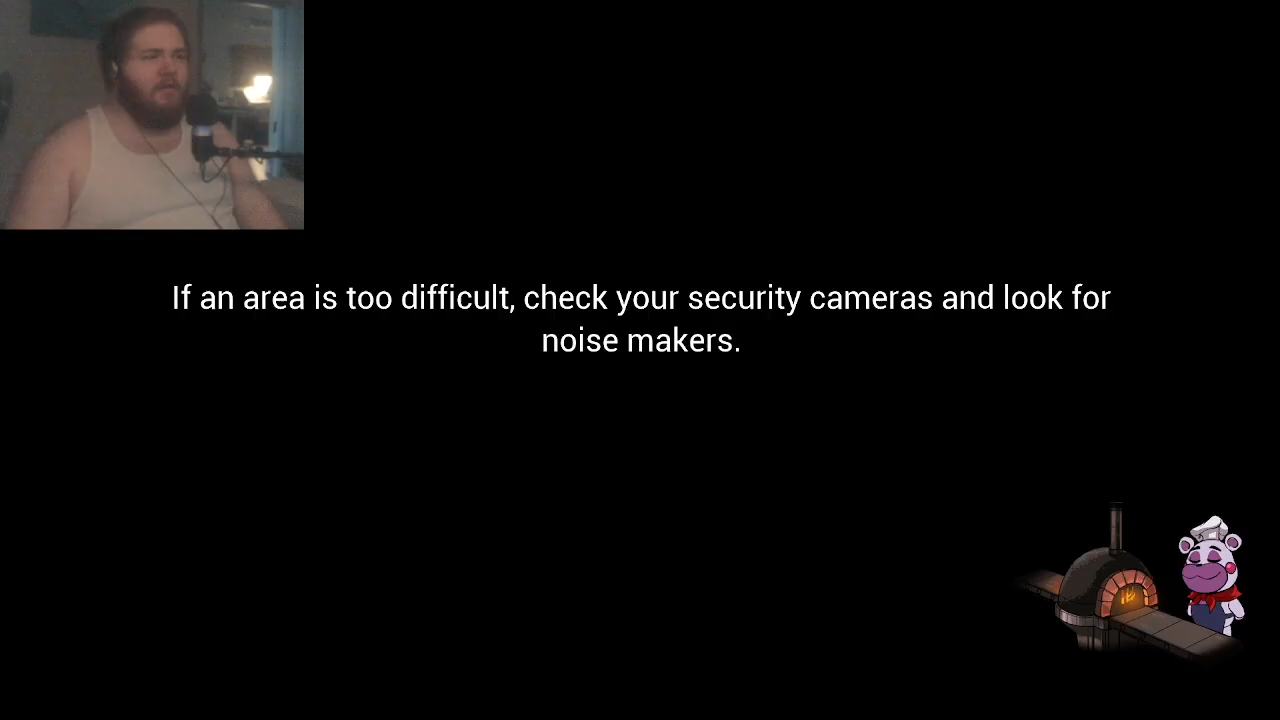 If an area is too difficult, check your security cameras and look for
noise makers.